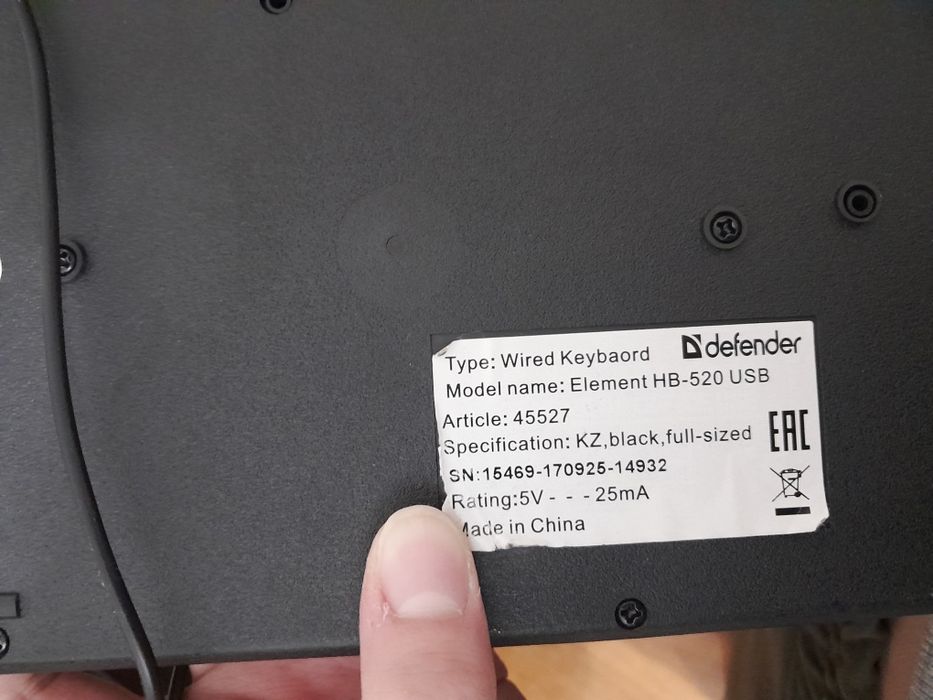 Type: Wired Keybaord
defender
Model name: Element HB-520 USB
Article: 45527
Specification: KZ,black,full-sized
SN:15469-170925-14932
Rating:5V - - - 25mA
Made in China
EAC